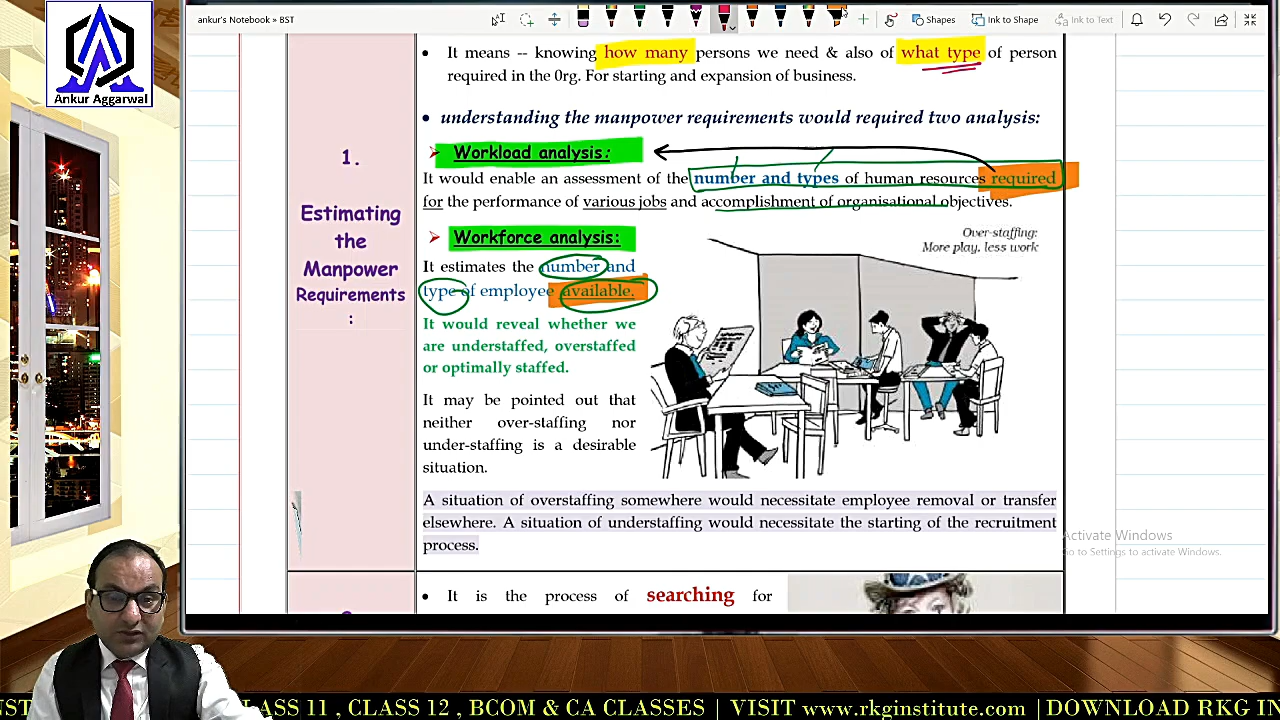 ankur's Notebook » BST
Shapes
Ink to Shape
Ink to Text
Ankur Aggarwal
• It means -- knowing how many persons we need & also of what type of person
required in the 0rg. For starting and expansion of business.
• understanding the manpower requirements would required two analysis:
1.
Estimating
the
Manpower
Requirements
:
Workload analysis:
It would enable an assessment of the number and types of human resources required
for the performance of various jobs and accomplishment of organisational objectives.
Workforce analysis:
It estimates the number and
type of employee available.
It would reveal whether we
are understaffed, overstaffed
or optimally staffed.
It may be pointed out that
neither over-staffing nor
under-staffing is a desirable
situation.
Over-staffing:
More play, less work
A situation of overstaffing somewhere would necessitate employee removal or transfer
elsewhere. A situation of understaffing would necessitate the starting of the recruitment
process.
Activate Windows
Go to Settings to activate Windows.
• It is the process of searching for
LASS 11 , CLASS 12 , BCOM & CA CLASSES | VISIT www.rkginstitute.com | DOWNLOAD RKG IN